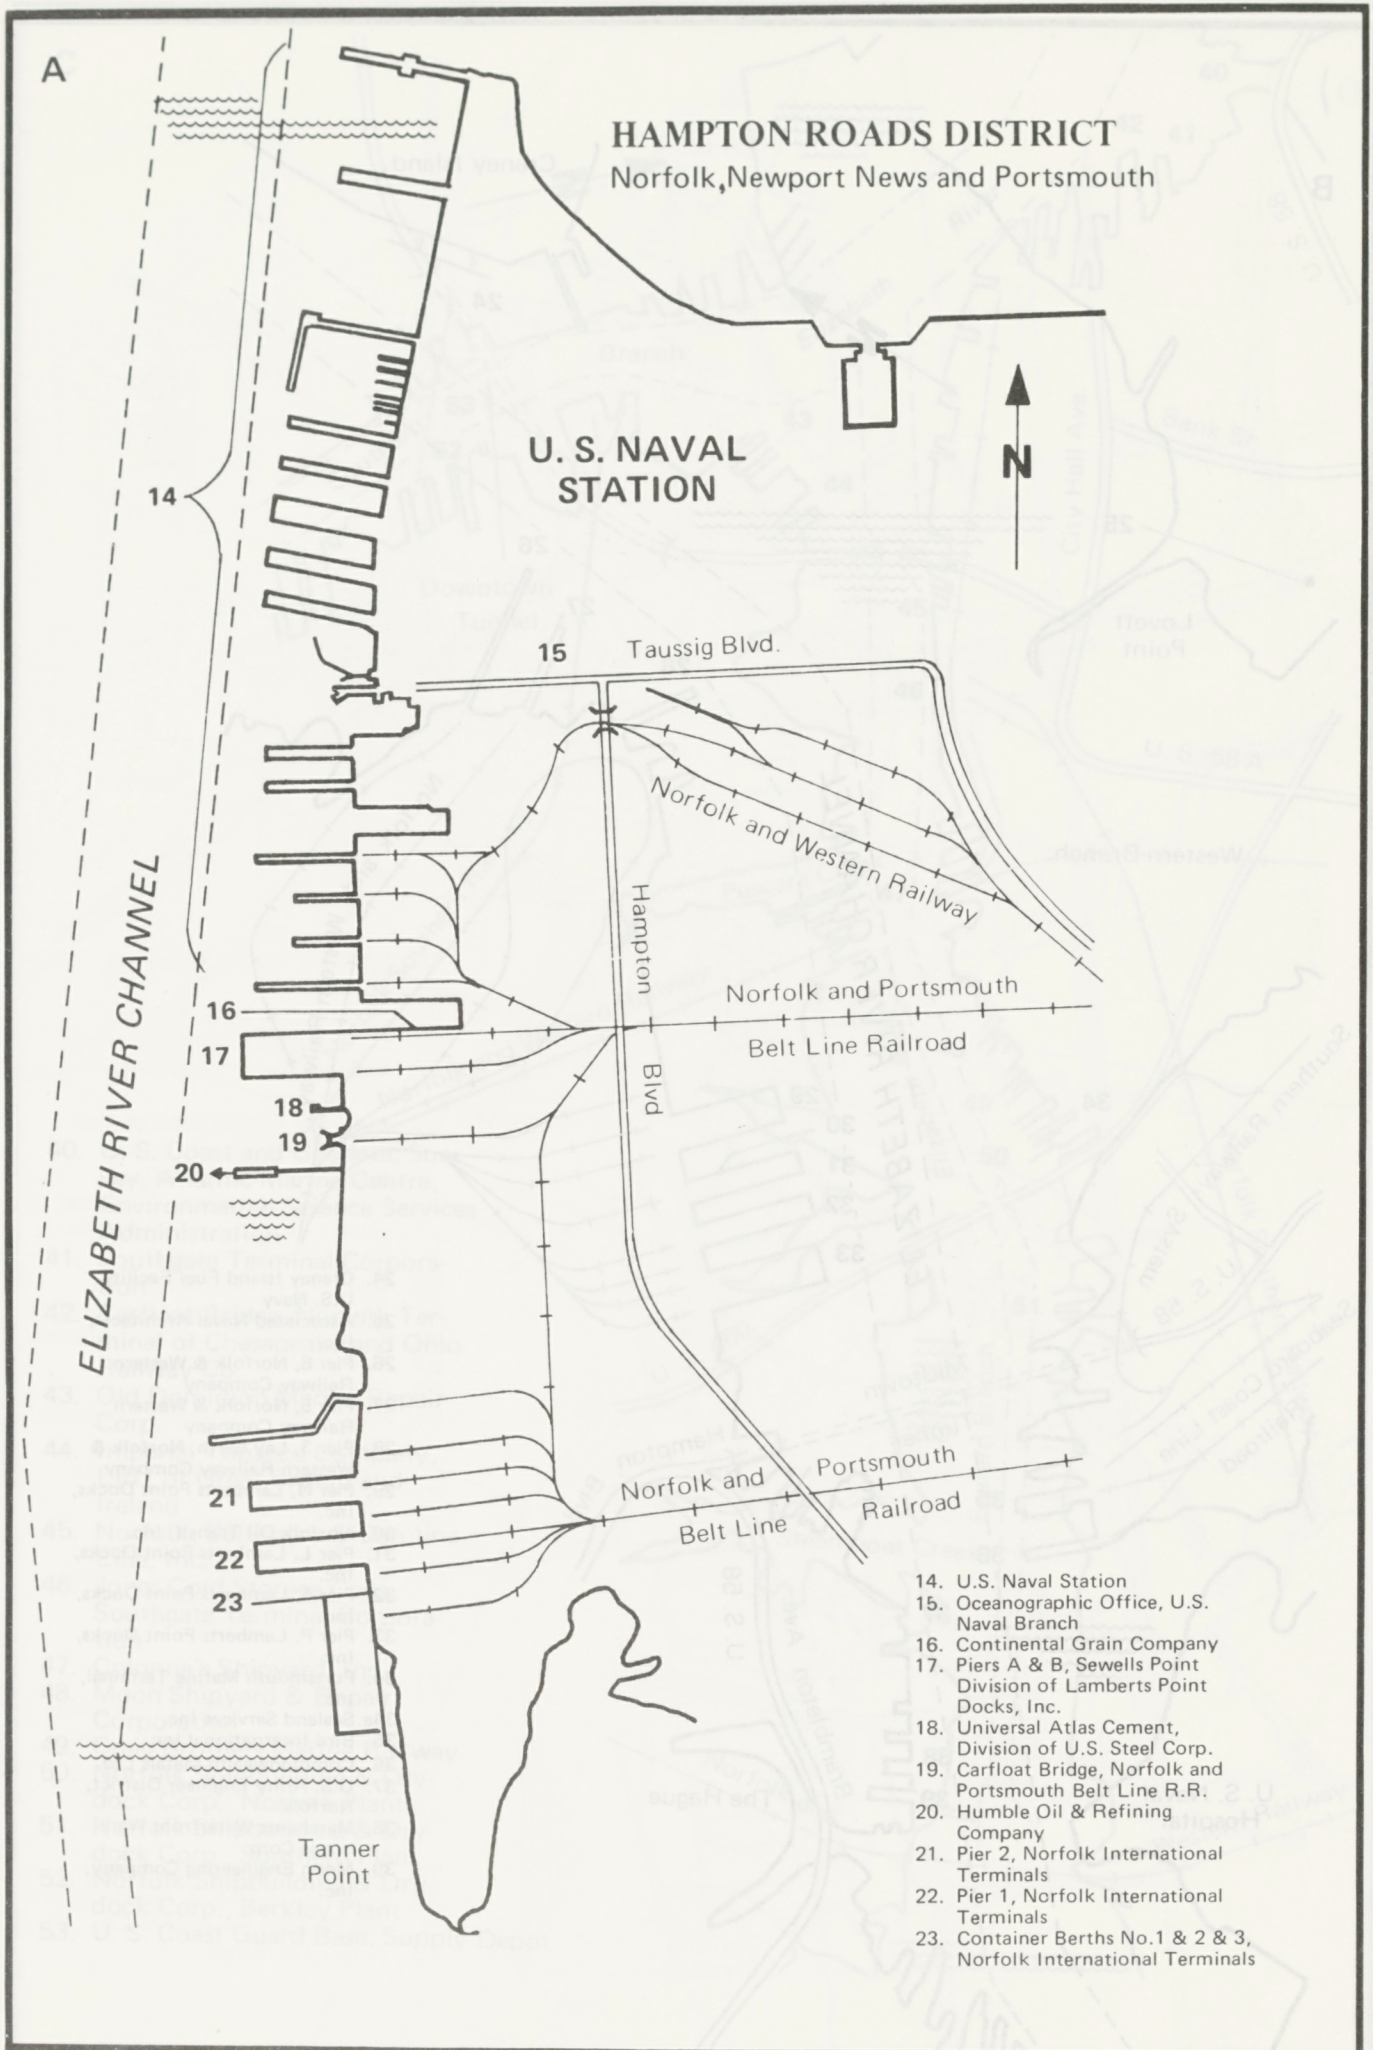 A
HAMPTON ROADS DISTRICT
Norfolk, Newport News and Portsmouth
U. S. NAVAL
STATION
N
14
15
Taussig Blvd.
Norfolk and Western Railway
Hampton
Blvd
ELIZABETH RIVER CHANNEL
Norfolk and Portsmouth
Belt Line Railroad
16
17
18
19
20
Norfolk and Portsmouth
Belt Line Railroad
21
22
23
Tanner
Point
14. U.S. Naval Station
15. Oceanographic Office, U.S.
Naval Branch
16. Continental Grain Company
17. Piers A & B, Sewells Point
Division of Lamberts Point
Docks, Inc.
18. Universal Atlas Cement,
Division of U.S. Steel Corp.
19. Carfloat Bridge, Norfolk and
Portsmouth Belt Line R.R.
20. Humble Oil & Refining
Company
21. Pier 2, Norfolk International
Terminals
22. Pier 1, Norfolk International
Terminals
23. Container Berths No.1 & 2 & 3,
Norfolk International Terminals